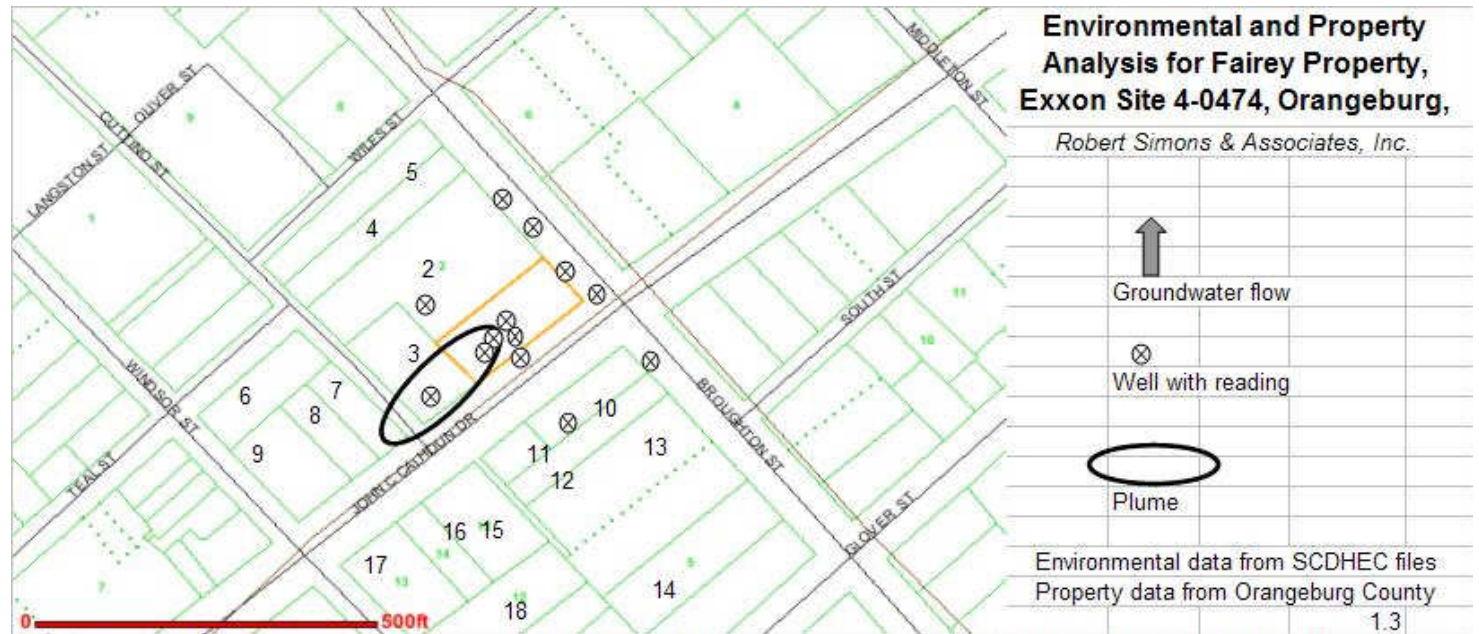 Environmental and Property
Analysis for Fairey Property,
Exxon Site 4-0474, Orangeburg,
Robert Simons & Associates, Inc.
Groundwater flow
Well with reading
Plume
Environmental data from SCDHEC files
Property data from Orangeburg County
1.3
MIDDLETON ST
OLIVER ST
CUTTINO ST
WILES ST
LANGSTON ST
SOUTH ST
WINDSOR ST
BROUGHTON ST
JOHN C CALHOUN DR
TEAL ST
GLOVER ST
5
4
2
3
6
7
8
9
10
11
12
13
14
15
16
17
18
0
500ft